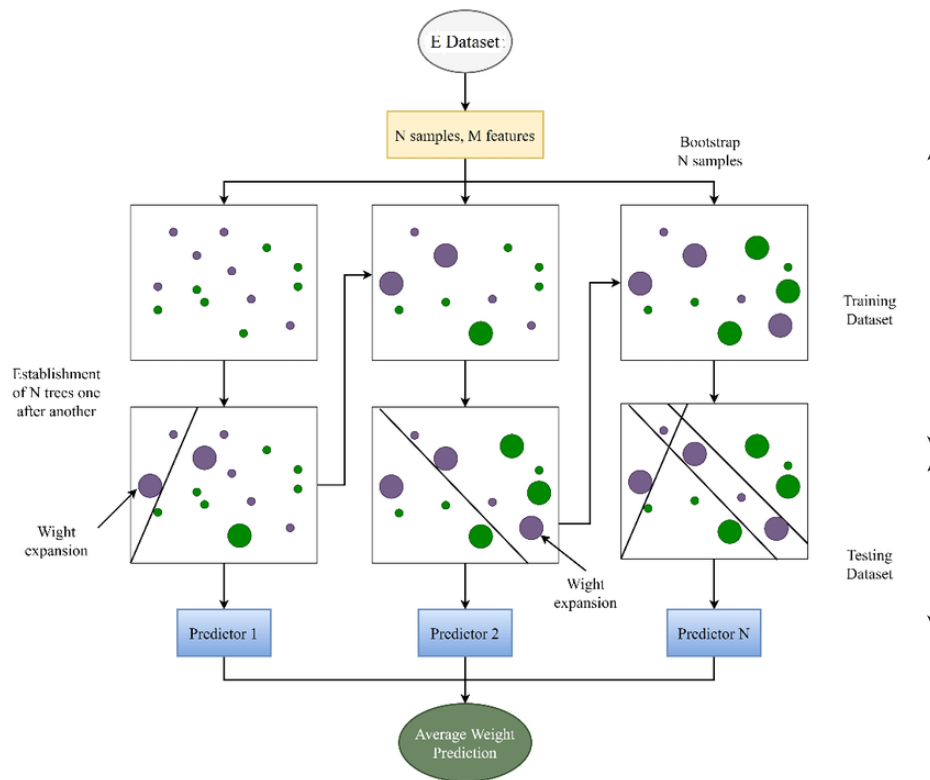 E Dataset:
N samples, M features
Bootstrap
N samples
Training
Dataset
Establishment
of N trees one
after another
Wight
expansion
Wight
expansion
Testing
Dataset
Predictor 1
Predictor 2
Predictor N
Average Weight
Prediction